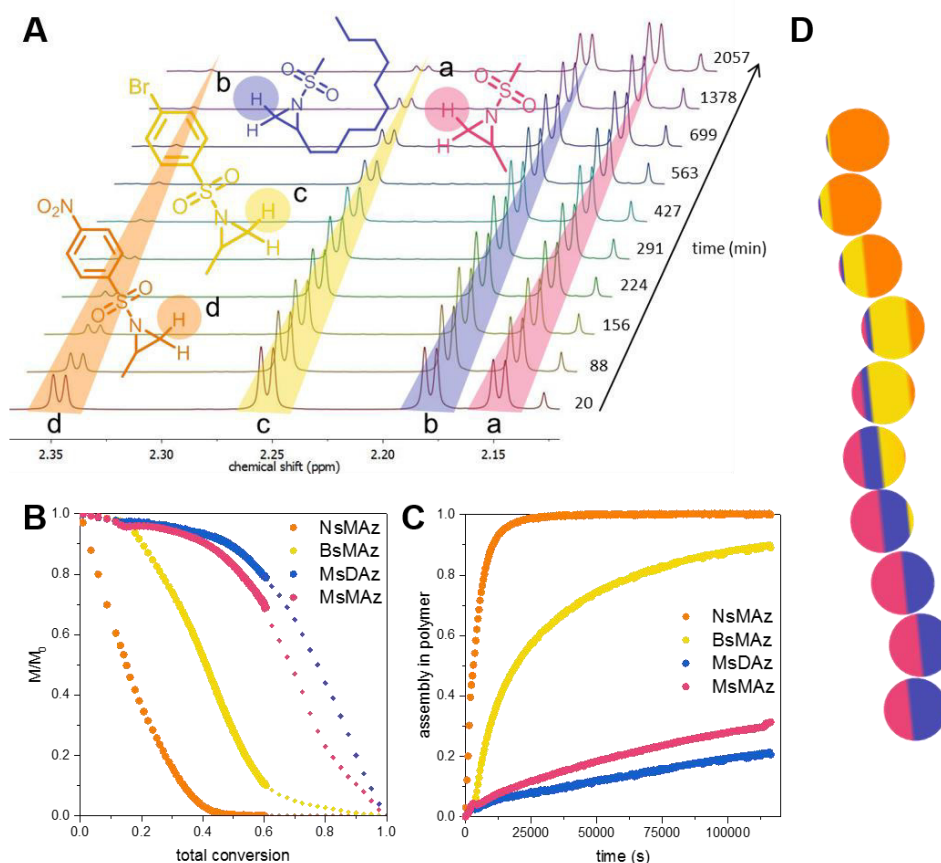 A
D
2057
1378
699
563
427
291
224
156
88
20
time (min)
b
a
c
d
Br
O₂N
S
O
O
N
H
H
S
O
O
N
H
H
O
S
O
N
H
H
O
S
O
N
H
H
d
c
b
a
2.35
2.30
2.25
2.20
2.15
chemical shift (ppm)
B
1.0
0.8
0.6
0.4
0.2
0.0
M/M₀
NsMAz
BsMAz
MsDAz
MsMAz
0.0
0.2
0.4
0.6
0.8
1.0
total conversion
C
1.0
0.8
0.6
0.4
0.2
0.0
assembly in polymer
NsMAz
BsMAz
MsDAz
MsMAz
0
25000
50000
75000
100000
time (s)